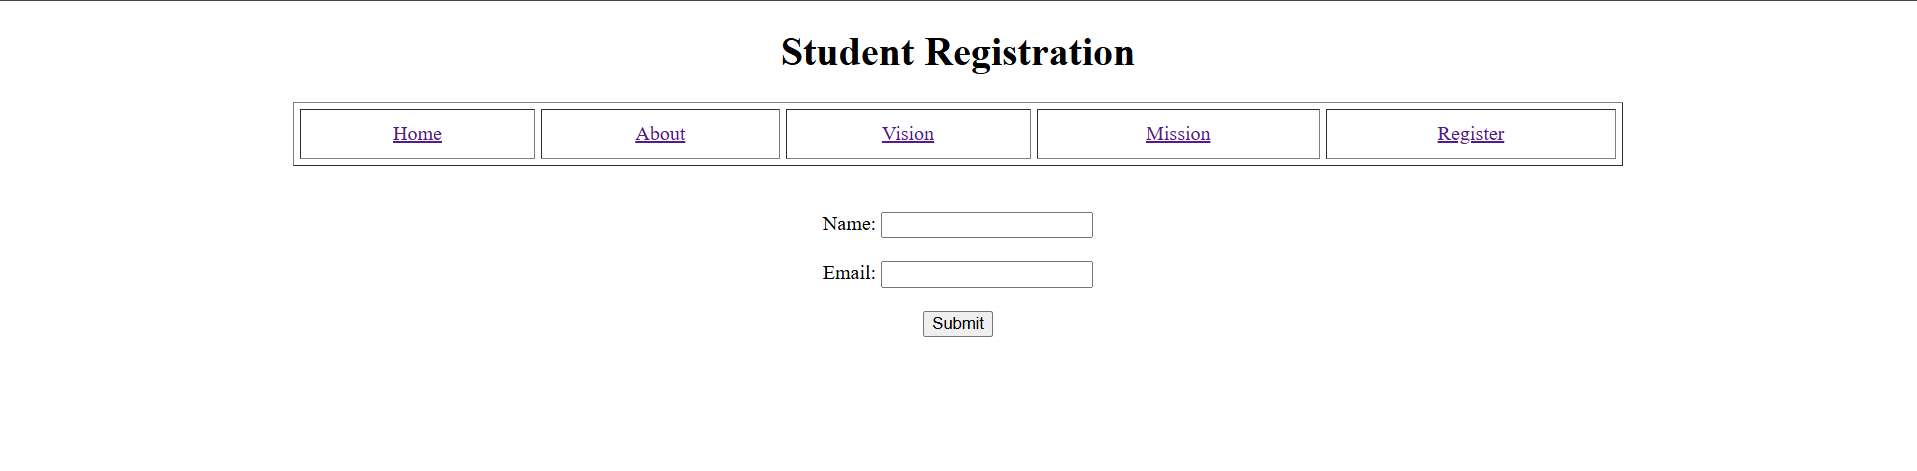 Student Registration
Home About Vision Mission Register
Name:
Email:
Submit